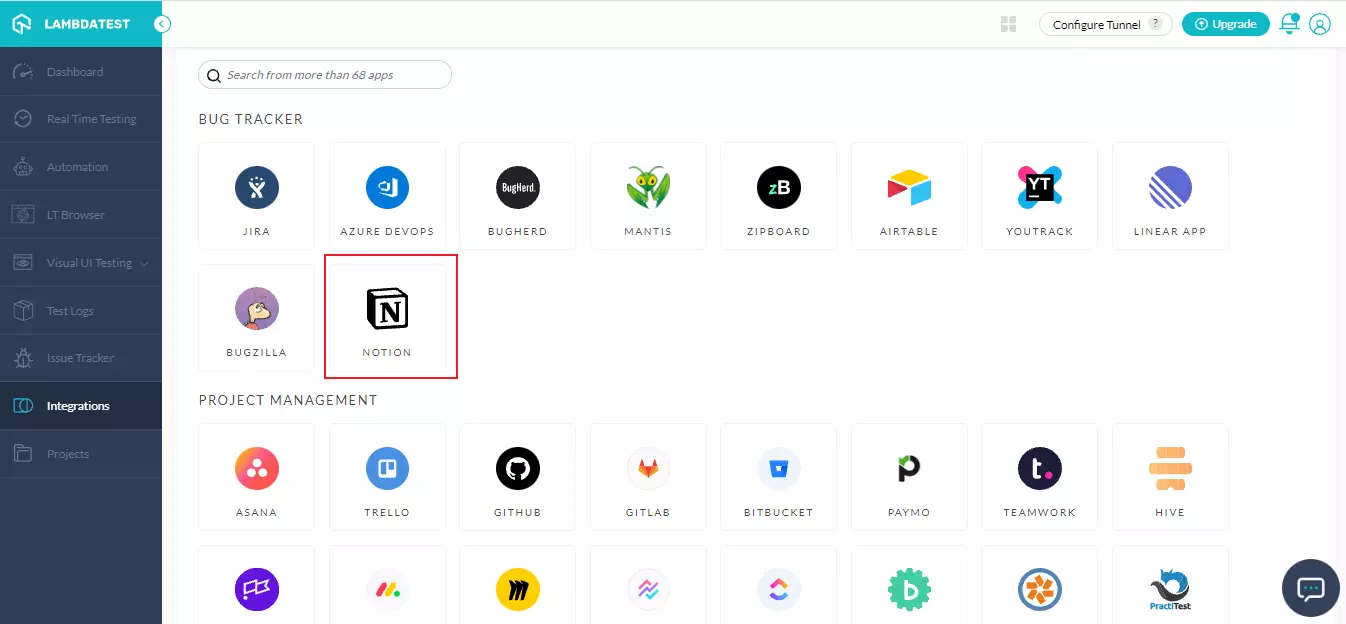 LAMBDATEST
Configure Tunnel ?
Upgrade
Dashboard
Real Time Testing
Automation
LT Browser
Visual UI Testing
Test Logs
Issue Tracker
Integrations
Projects
Search from more than 68 apps
BUG TRACKER
BugHerd.
zB
YT
JIRA AZURE DEVOPS BUGHERD MANTIS ZIPBOARD AIRTABLE YOUTRACK LINEAR APP
N
BUGZILLA NOTION
PROJECT MANAGEMENT
t.
ASANA TRELLO GITHUB GITLAB BITBUCKET PAYMO TEAMWORK HIVE
b
PractiTest